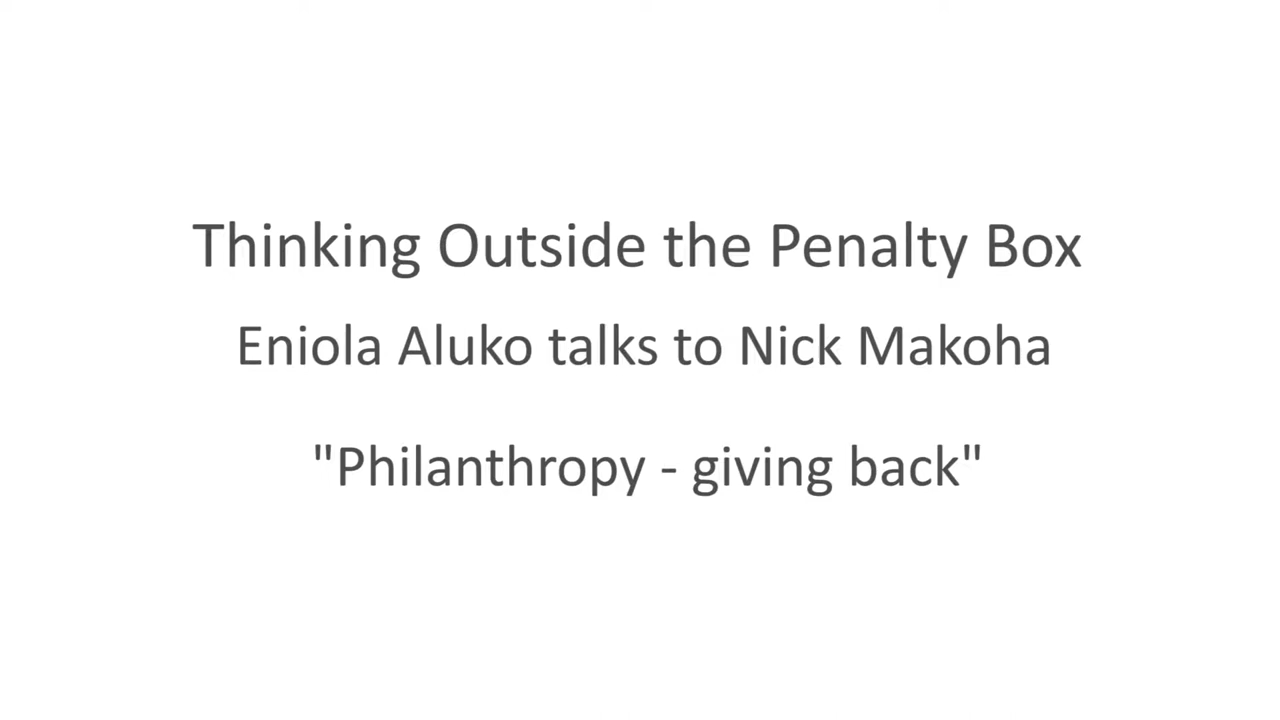 Thinking Outside the Penalty Box
Eniola Aluko talks to Nick Makoha
"Philanthropy - giving back"